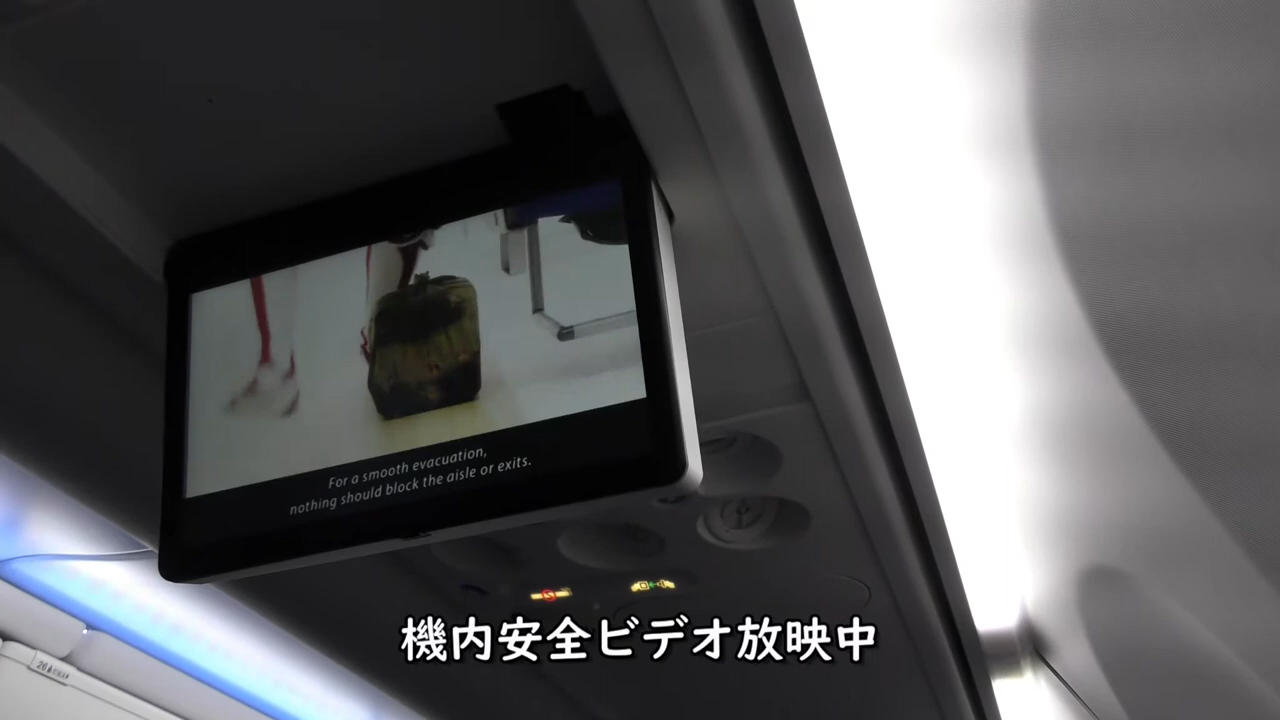 For a smooth evacuation,
nothing should block the aisle or exits.
機内安全ビデオ放映中
26